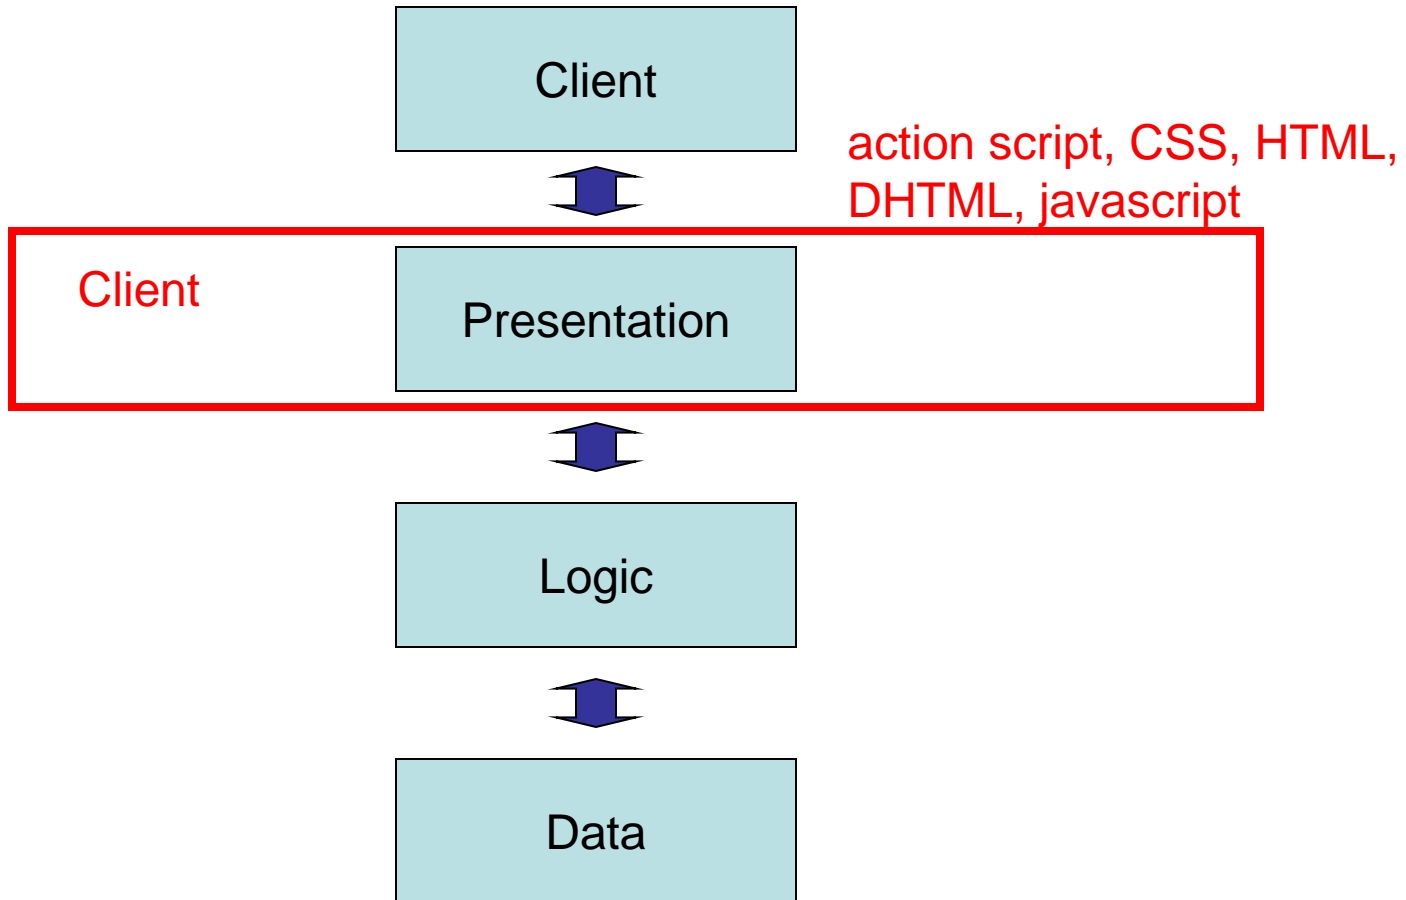 Client
action script, CSS, HTML,
DHTML, javascript
Client
Presentation
Logic
Data